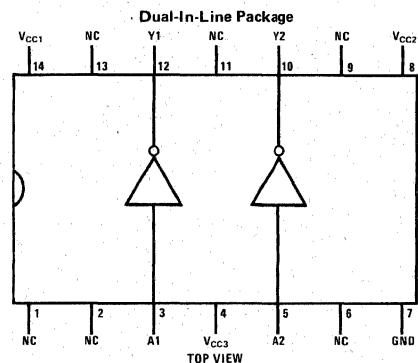 Dual-In-Line Package
VCC1 NC Y1 NC Y2 NC VCC2
14 13 12 11 10 9 8
1 2 3 4 5 6 7
NC NC A1 VCC3 A2 NC GND
TOP VIEW